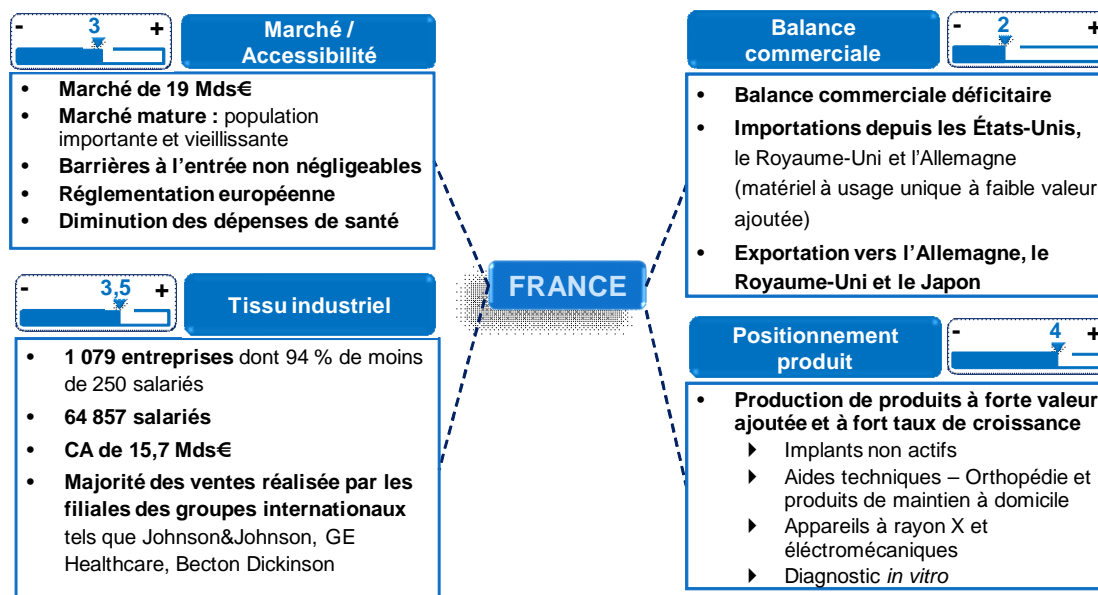 - 3 +
Marché /
Accessibilité
• Marché de 19 Mds€
• Marché mature : population
importante et vieillissante
• Barrières à l'entrée non négligeables
• Réglementation européenne
• Diminution des dépenses de santé
- 3,5 +
Tissu industriel
• 1 079 entreprises dont 94 % de moins
de 250 salariés
• 64 857 salariés
• CA de 15,7 Mds€
• Majorité des ventes réalisée par les
filiales des groupes internationaux
tels que Johnson&Johnson, GE
Healthcare, Becton Dickinson
FRANCE
Balance
commerciale
- 2 +
• Balance commerciale déficitaire
• Importations depuis les États-Unis,
le Royaume-Uni et l'Allemagne
(matériel à usage unique à faible valeur
ajoutée)
• Exportation vers l'Allemagne, le
Royaume-Uni et le Japon
Positionnement
produit
- 4 +
• Production de produits à forte valeur
ajoutée et à fort taux de croissance
Implants non actifs
Aides techniques – Orthopédie et
produits de maintien à domicile
Appareils à rayon X et
éléctromécaniques
Diagnostic in vitro